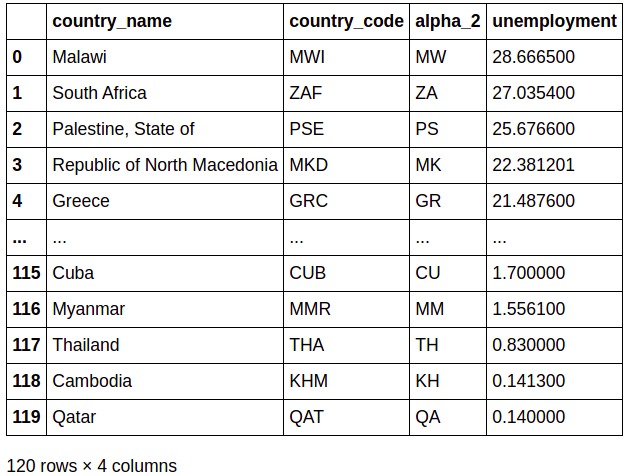 country_name country_code alpha_2 unemployment
0 Malawi MWI MW 28.666500
1 South Africa ZAF ZA 27.035400
2 Palestine, State of PSE PS 25.676600
3 Republic of North Macedonia MKD MK 22.381201
4 Greece GRC GR 21.487600
... ... ... ... ...
115 Cuba CUB CU 1.700000
116 Myanmar MMR MM 1.556100
117 Thailand THA TH 0.830000
118 Cambodia KHM KH 0.141300
119 Qatar QAT QA 0.140000
120 rows × 4 columns